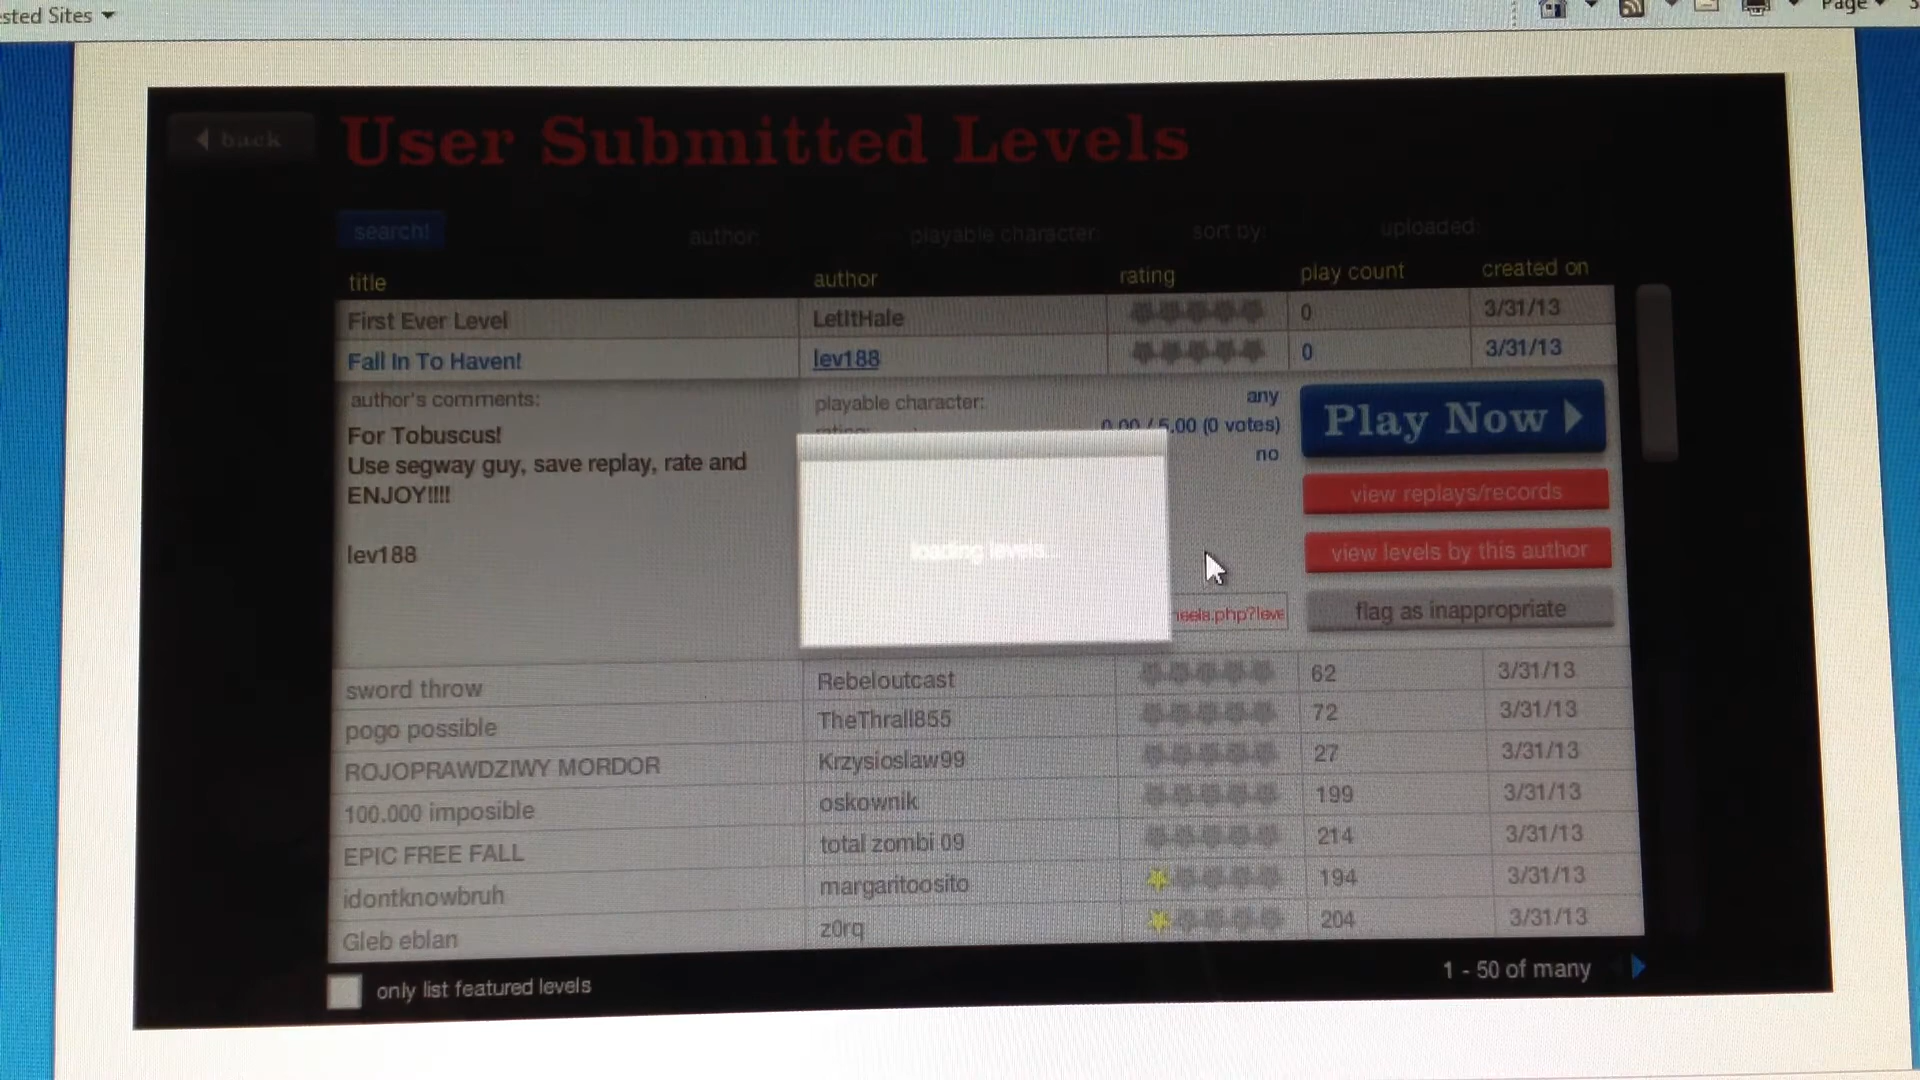 sted Sites
Page
back
User Submitted Levels
search!
author:
playable character:
sort by:
uploaded:
title
author
rating
play count
created on
First Ever Level
LetItHale
0
3/31/13
Fall In To Haven!
lev188
0
3/31/13
author's comments:
playable character:
any
For Tobuscus!
Use segway guy, save replay, rate and
ENJOY!!!!
lev188
rating:
0.00 / 5.00 (0 votes)
no
loading levels...
heels.php?leve
Play Now
view replays/records
view levels by this author
flag as inappropriate
sword throw
Rebeloutcast
62
3/31/13
pogo possible
TheThrall855
72
3/31/13
ROJOPRAWDZIWY MORDOR
Krzysioslaw99
27
3/31/13
100.000 imposible
oskownik
199
3/31/13
EPIC FREE FALL
total zombi 09
214
3/31/13
idontknowbruh
margaritoosito
194
3/31/13
Gleb eblan
z0rq
204
3/31/13
only list featured levels
1 - 50 of many